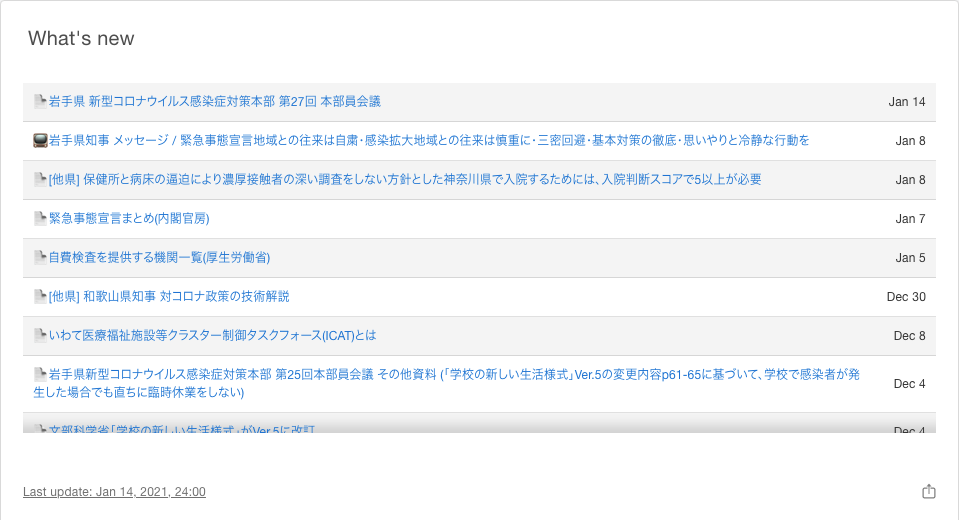 What's new
岩手県 新型コロナウイルス感染症対策本部 第27回 本部員会議
Jan 14
岩手県知事 メッセージ / 緊急事態宣言地域との往来は自粛・感染拡大地域との往来は慎重に・三密回避・基本対策の徹底・思いやりと冷静な行動を
Jan 8
[他県] 保健所と病床の逼迫により濃厚接触者の深い調査をしない方針とした神奈川県で入院するためには、入院判断スコアで5以上が必要
Jan 8
緊急事態宣言まとめ(内閣官房)
Jan 7
自費検査を提供する機関一覧(厚生労働省)
Jan 5
[他県] 和歌山県知事 対コロナ政策の技術解説
Dec 30
いわて医療福祉施設等クラスター制御タスクフォース(ICAT)とは
Dec 8
岩手県新型コロナウイルス感染症対策本部 第25回本部員会議 その他資料 (「学校の新しい生活様式」Ver.5の変更内容p61-65に基づいて、学校で感染者が発
生した場合でも直ちに臨時休業をしない)
Dec 4
文部科学省「学校の新しい生活様式」がVer.5に改訂
Dec 4
Last update: Jan 14, 2021, 24:00